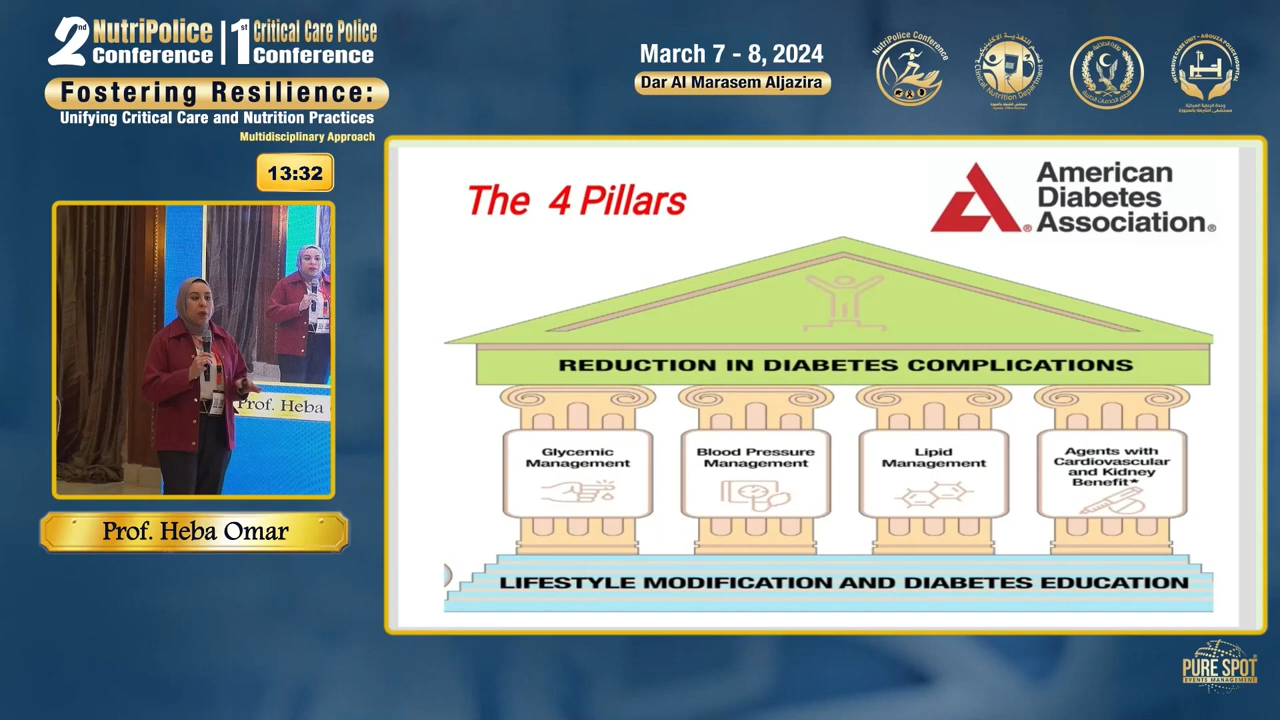 2nd NutriPolice Conference
1st Critical Care Police Conference
Fostering Resilience:
Unifying Critical Care and Nutrition Practices
Multidisciplinary Approach
March 7 - 8, 2024
Dar Al Marasem Aljazira
NutriPolice Conference
13:32
Prof. Heba
Prof. Heba Omar
The 4 Pillars
American
Diabetes
Association®
REDUCTION IN DIABETES COMPLICATIONS
Glycemic
Management
Blood Pressure
Management
Lipid
Management
Agents with
Cardiovascular
and Kidney
Benefit*
LIFESTYLE MODIFICATION AND DIABETES EDUCATION
PURE SPOT
EVENTS MANAGEMENT